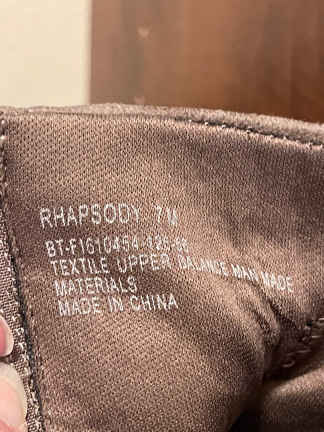 RHAPSODY 7M
BT-F1610454-126-66
TEXTILE UPPER BALANCE MAN MADE
MATERIALS
MADE IN CHINA